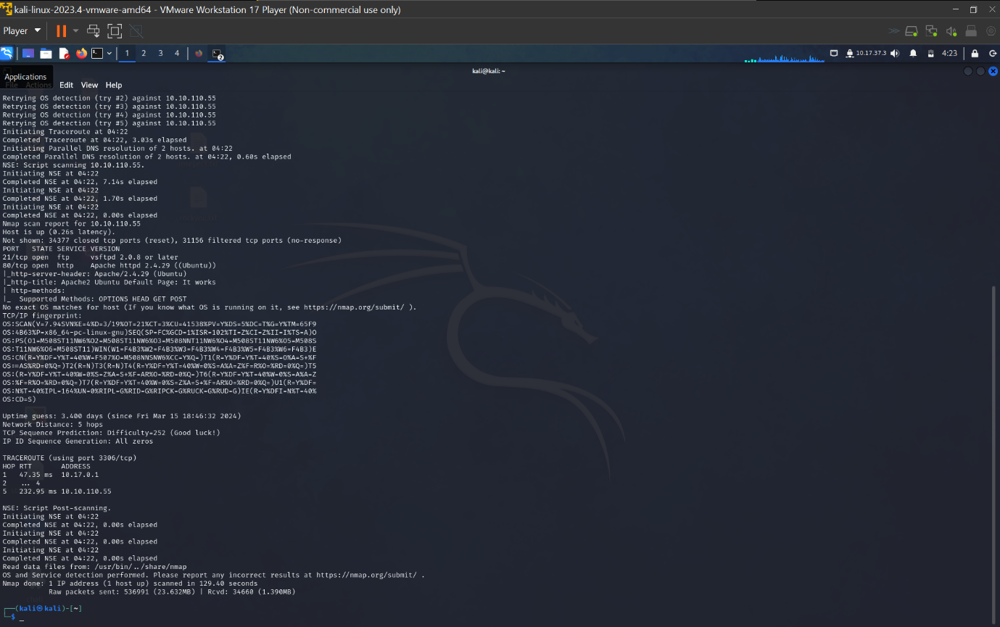 kali-linux-2023.4-vmware-amd64 - VMware Workstation 17 Player (Non-commercial use only)
Player
1 2 3 4 2 10.17.37.3 4:23
Applications
kali@kali: ~
File Actions Edit View Help
Retrying OS detection (try #2) against 10.10.110.55
Retrying OS detection (try #3) against 10.10.110.55
Retrying OS detection (try #4) against 10.10.110.55
Retrying OS detection (try #5) against 10.10.110.55
Initiating Traceroute at 04:22
Completed Traceroute at 04:22, 3.03s elapsed
Initiating Parallel DNS resolution of 2 hosts. at 04:22
Completed Parallel DNS resolution of 2 hosts. at 04:22, 0.60s elapsed
NSE: Script scanning 10.10.110.55.
Initiating NSE at 04:22
Completed NSE at 04:22, 7.14s elapsed
Initiating NSE at 04:22
Completed NSE at 04:22, 1.70s elapsed
Initiating NSE at 04:22
Completed NSE at 04:22, 0.00s elapsed
Nmap scan report for 10.10.110.55
Host is up (0.26s latency).
Not shown: 34377 closed tcp ports (reset), 31156 filtered tcp ports (no-response)
PORT   STATE SERVICE VERSION
21/tcp open  ftp     vsftpd 2.0.8 or later
80/tcp open  http    Apache httpd 2.4.29 ((Ubuntu))
|_http-server-header: Apache/2.4.29 (Ubuntu)
|_http-title: Apache2 Ubuntu Default Page: It works
| http-methods:
|_  Supported Methods: OPTIONS HEAD GET POST
No exact OS matches for host (If you know what OS is running on it, see https://nmap.org/submit/ ).
TCP/IP fingerprint:
OS:SCAN(V=7.94SVN%E=4%D=3/19%OT=21%CT=3%CU=41538%PV=Y%DS=5%DC=T%G=Y%TM=65F9
OS:4B63%P=x86_64-pc-linux-gnu)SEQ(SP=FC%GCD=1%ISR=102%TI=Z%CI=Z%II=I%TS=A)O
OS:PS(O1=M508ST11NW6%O2=M508ST11NW6%O3=M508NNT11NW6%O4=M508ST11NW6%O5=M508S
OS:T11NW6%O6=M508ST11)WIN(W1=F4B3%W2=F4B3%W3=F4B3%W4=F4B3%W5=F4B3%W6=F4B3)E
OS:CN(R=Y%DF=Y%T=40%W=F507%O=M508NNSNW6%CC=Y%Q=)T1(R=Y%DF=Y%T=40%S=O%A=S+%F
OS:=AS%RD=0%Q=)T2(R=N)T3(R=N)T4(R=Y%DF=Y%T=40%W=0%S=A%A=Z%F=R%O=%RD=0%Q=)T5
OS:(R=Y%DF=Y%T=40%W=0%S=Z%A=S+%F=AR%O=%RD=0%Q=)T6(R=Y%DF=Y%T=40%W=0%S=A%A=Z
OS:%F=R%O=%RD=0%Q=)T7(R=Y%DF=Y%T=40%W=0%S=Z%A=S+%F=AR%O=%RD=0%Q=)U1(R=Y%DF=
OS:N%T=40%IPL=164%UN=0%RIPL=G%RID=G%RIPCK=G%RUCK=G%RUD=G)IE(R=Y%DFI=N%T=40%
OS:CD=S)
Uptime guess: 3.400 days (since Fri Mar 15 18:46:32 2024)
Network Distance: 5 hops
TCP Sequence Prediction: Difficulty=252 (Good luck!)
IP ID Sequence Generation: All zeros
TRACEROUTE (using port 3306/tcp)
HOP RTT       ADDRESS
1   47.35 ms  10.17.0.1
2   ... 4
5   232.95 ms 10.10.110.55
NSE: Script Post-scanning.
Initiating NSE at 04:22
Completed NSE at 04:22, 0.00s elapsed
Initiating NSE at 04:22
Completed NSE at 04:22, 0.00s elapsed
Initiating NSE at 04:22
Completed NSE at 04:22, 0.00s elapsed
Read data files from: /usr/bin/../share/nmap
OS and Service detection performed. Please report any incorrect results at https://nmap.org/submit/ .
Nmap done: 1 IP address (1 host up) scanned in 129.40 seconds
Raw packets sent: 536991 (23.632MB) | Rcvd: 34660 (1.390MB)
┌──(kali㉿kali)-[~]
└─$ _